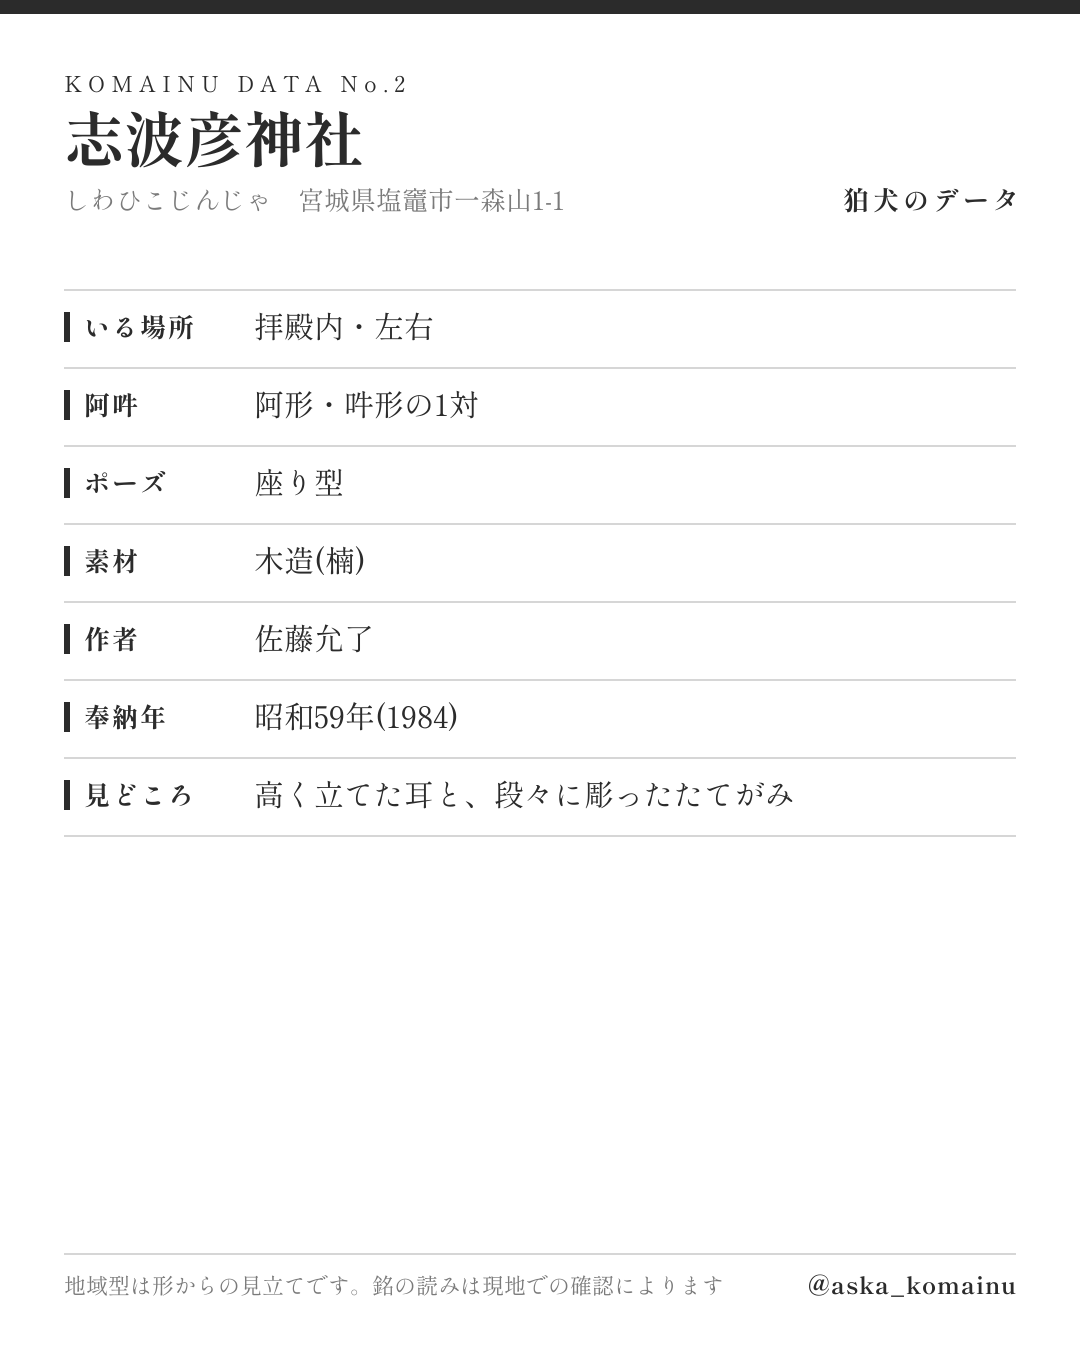 KOMAINU DATA No.2
志波彦神社
しわひこじんじゃ　宮城県塩竈市一森山1-1
狛犬のデータ
いる場所　拝殿内・左右
阿吽　阿形・吽形の1対
ポーズ　座り型
素材　木造(楠)
作者　佐藤允了
奉納年　昭和59年(1984)
見どころ　高く立てた耳と、段々に彫ったたてがみ
地域型は形からの見立てです。銘の読みは現地での確認によります
@aska_komainu